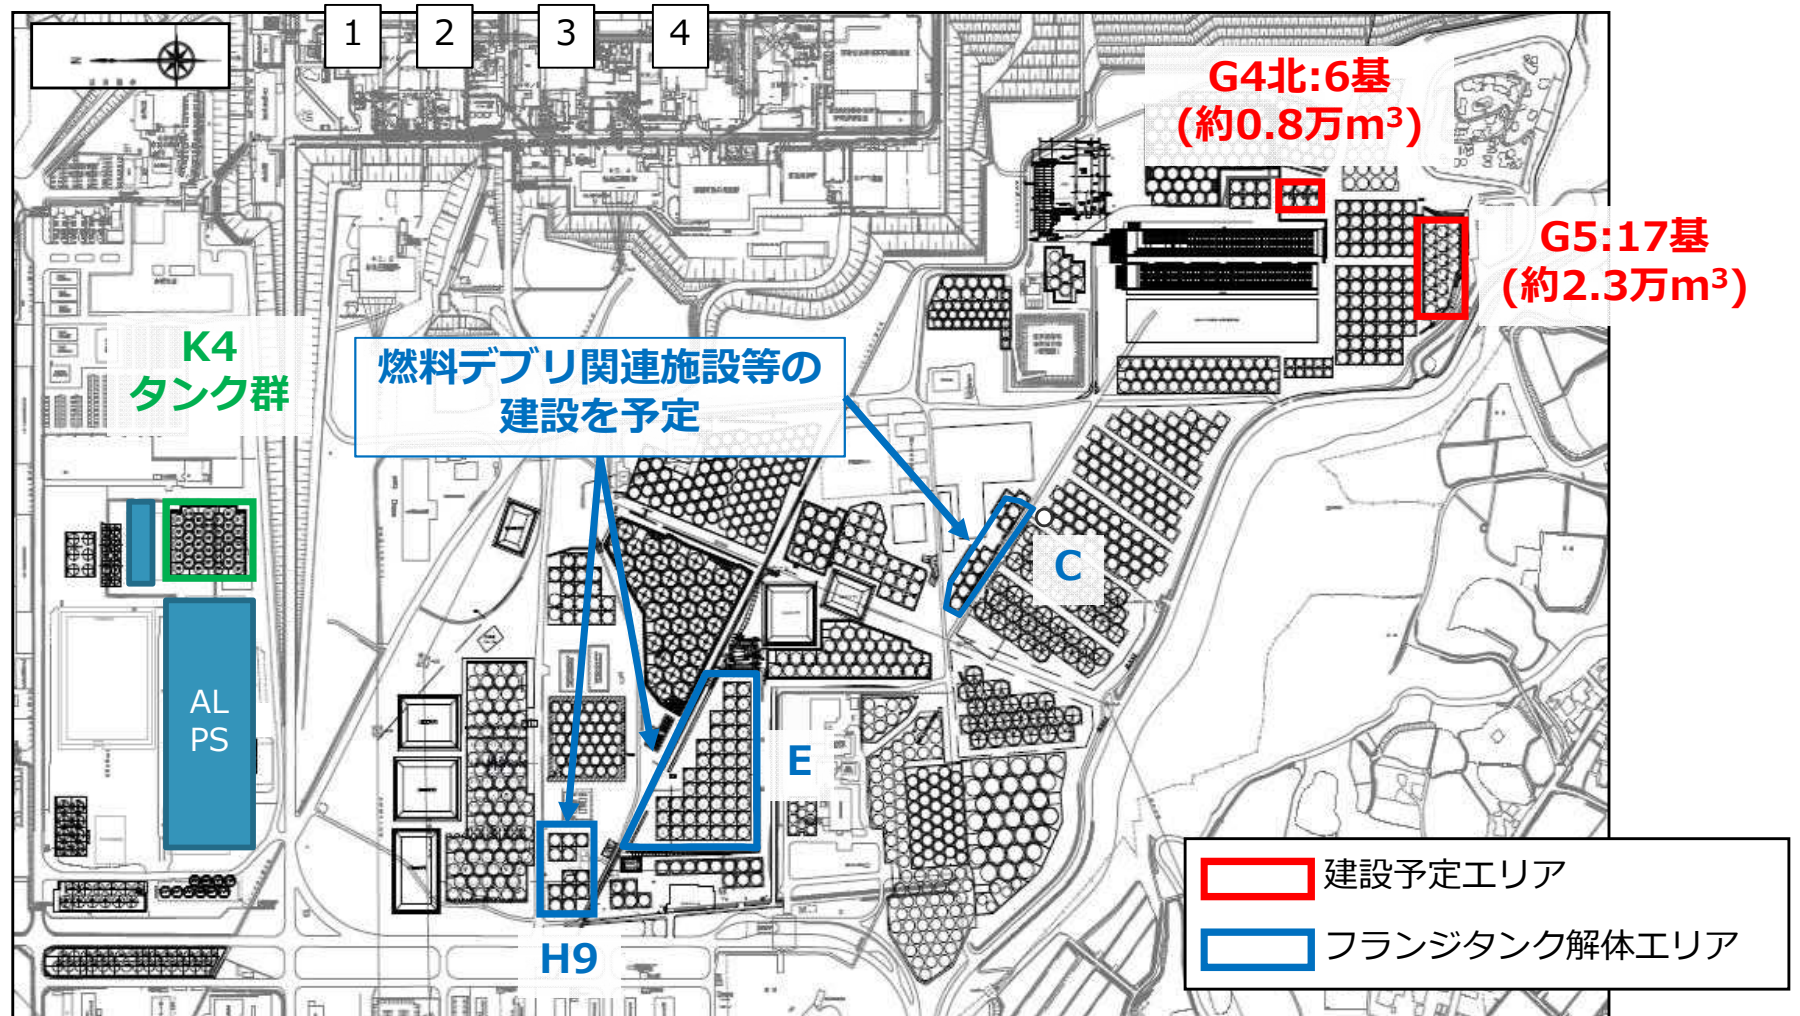 1
2
3
4
N
G4北:6基
(約0.8万m³)
G5:17基
(約2.3万m³)
K4
タンク群
燃料デブリ関連施設等の
建設を予定
C
AL
PS
E
H9
建設予定エリア
フランジタンク解体エリア